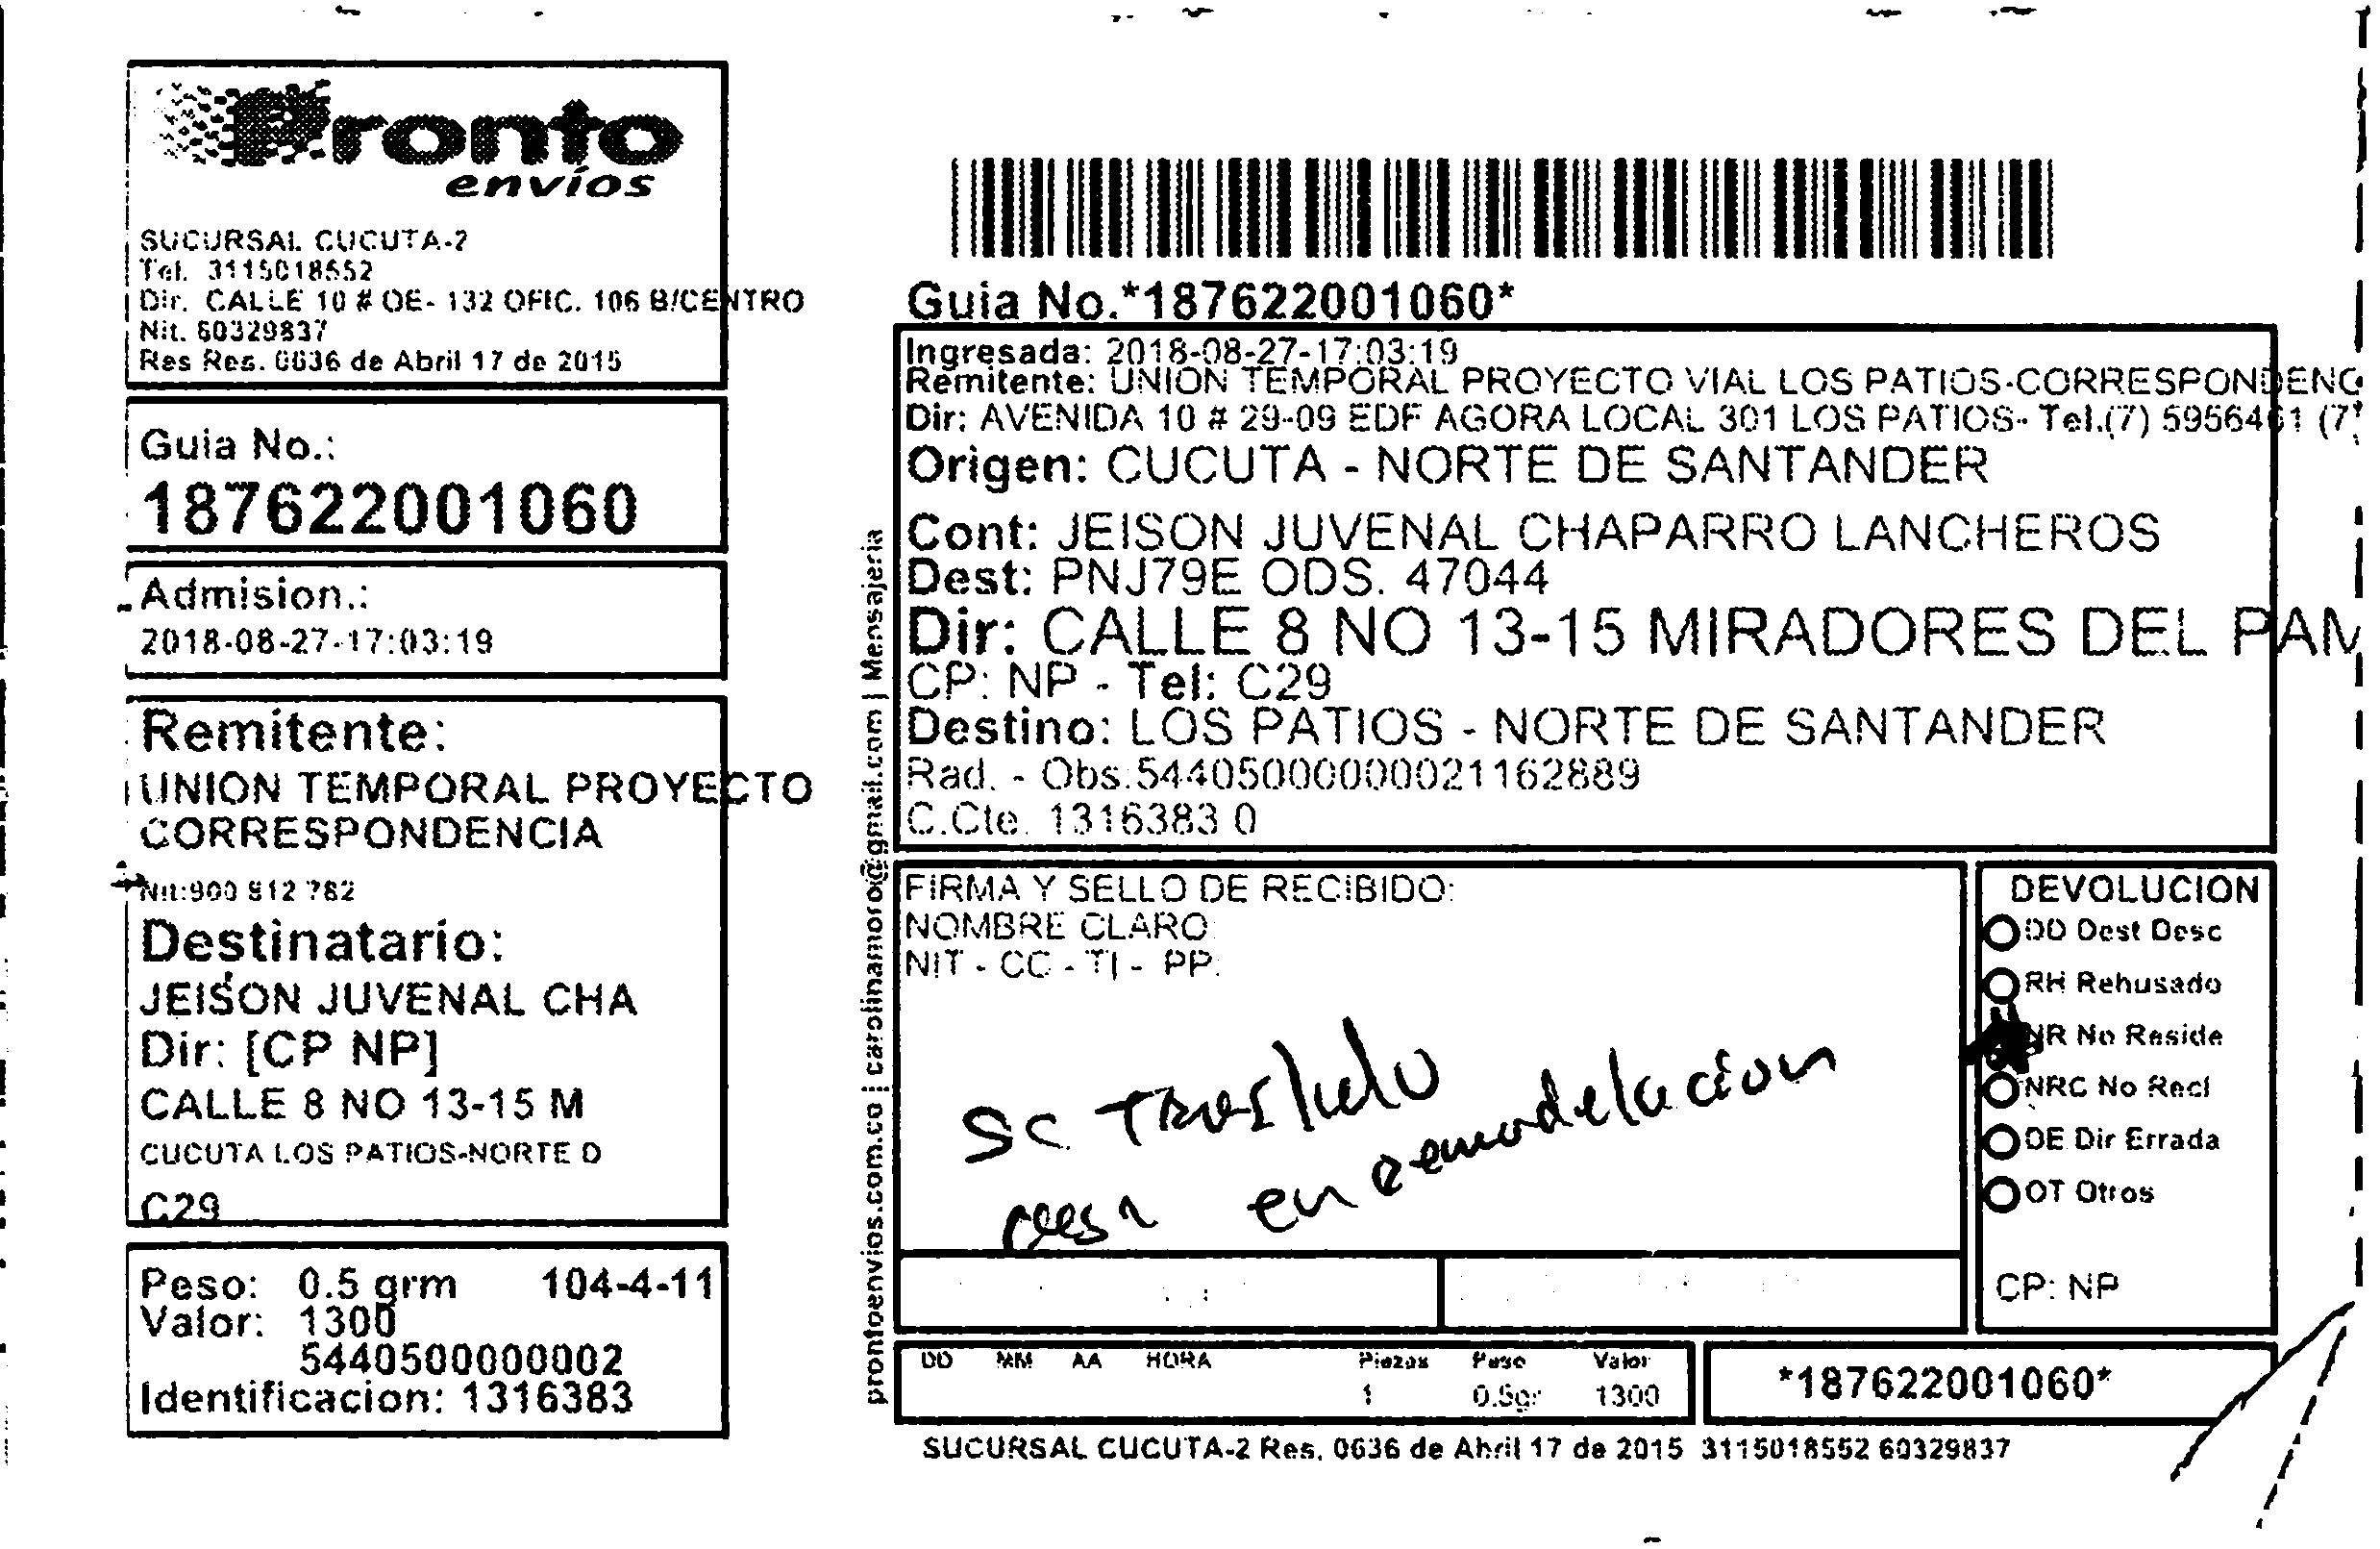 Pronto
envíos
SUCURSAL CUCUTA-2
Tel. 3115018552
Dir. CALLE 10 # OE- 132 OFIC. 106 B/CENTRO
Nit. 60329837
Res Res. 0636 de Abril 17 de 2015
Guia No.:
187622001060
Admision.:
2018-08-27-17:03:19
Remitente:
UNION TEMPORAL PROYECTO
CORRESPONDENCIA
Nit:900 912 782
Destinatario:
JEISON JUVENAL CHA
Dir: [CP NP]
CALLE 8 NO 13-15 M
CUCUTA LOS PATIOS-NORTE D
C29
Peso: 0.5 grm 104-4-11
Valor: 1300
5440500000002
Identificacion: 1316383
prontoenvios.com.co | carolinamoro@gmail.com | Mensajeria
Guia No.*187622001060*
Ingresada: 2018-08-27-17:03:19
Remitente: UNION TEMPORAL PROYECTO VIAL LOS PATIOS-CORRESPONDENC
Dir: AVENIDA 10 # 29-09 EDF AGORA LOCAL 301 LOS PATIOS- Tel.(7) 5956461 (7
Origen: CUCUTA - NORTE DE SANTANDER
Cont: JEISON JUVENAL CHAPARRO LANCHEROS
Dest: PNJ79E ODS. 47044
Dir: CALLE 8 NO 13-15 MIRADORES DEL PAM
CP: NP - Tel: C29
Destino: LOS PATIOS - NORTE DE SANTANDER
Rad. - Obs:544050000000021162889
C.Cte. 1316383 0
FIRMA Y SELLO DE RECIBIDO:
NOMBRE CLARO:
NIT - CC - TI - PP:
Se Traslado
casa en remodelacion
DEVOLUCION
DD Dest Desc
RH Rehusado
NR No Reside
NRC No Recl
DE Dir Errada
OT Otros
CP: NP
DD MM AA HORA Piezas Peso Valor
1 0.5gr 1300
*187622001060*
SUCURSAL CUCUTA-2 Res. 0636 de Abril 17 de 2015 3115018552 60329837